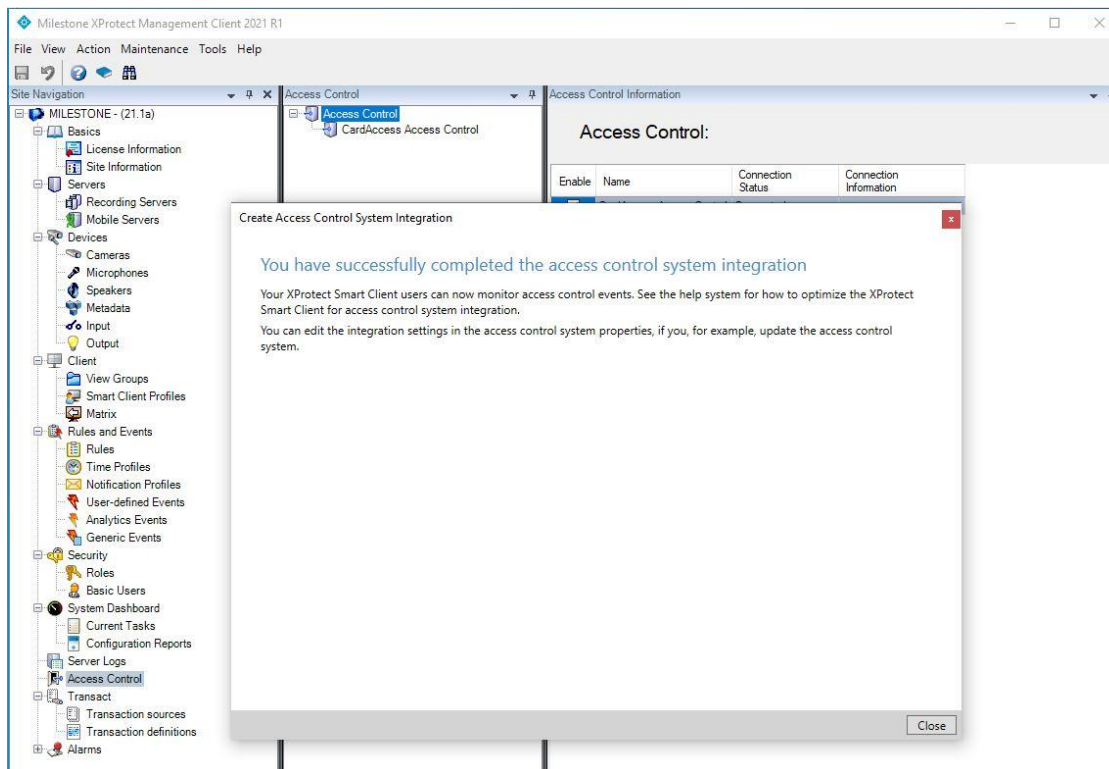 Milestone XProtect Management Client 2021 R1
File View Action Maintenance Tools Help
Site Navigation
MILESTONE - (21.1a)
Basics
License Information
Site Information
Servers
Recording Servers
Mobile Servers
Devices
Cameras
Microphones
Speakers
Metadata
Input
Output
Client
View Groups
Smart Client Profiles
Matrix
Rules and Events
Rules
Time Profiles
Notification Profiles
User-defined Events
Analytics Events
Generic Events
Security
Roles
Basic Users
System Dashboard
Current Tasks
Configuration Reports
Server Logs
Access Control
Transact
Transaction sources
Transaction definitions
Alarms
Access Control
Access Control
CardAccess Access Control
Access Control Information
Access Control:
Enable Name Connection Status Connection Information
Create Access Control System Integration
You have successfully completed the access control system integration
Your XProtect Smart Client users can now monitor access control events. See the help system for how to optimize the XProtect
Smart Client for access control system integration.
You can edit the integration settings in the access control system properties, if you, for example, update the access control
system.
Close